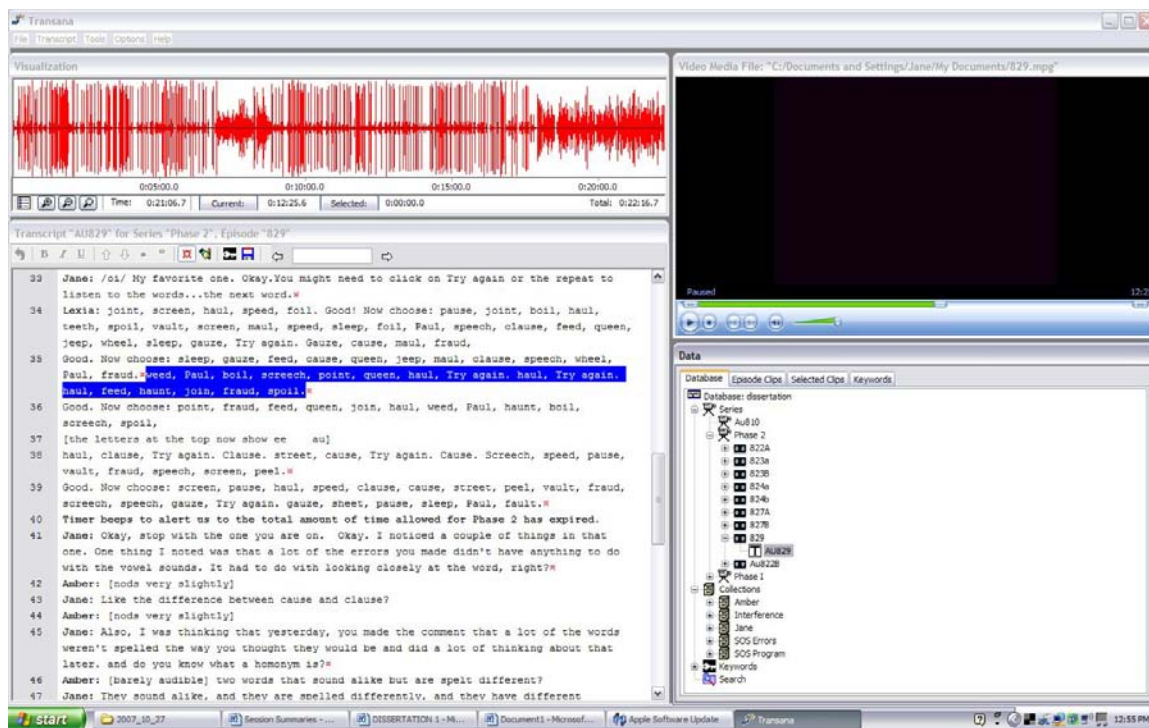 Transana
File Transcript Tools Options Help
Visualization
0:05:00.0 0:10:00.0 0:15:00.0 0:20:00.0
Time: 0:21:06.7 Current: 0:12:25.6 Selected: 0:00:00.0 Total: 0:22:16.7
Video Media File: "C:/Documents and Settings/Jane/My Documents/829.mpg"
Paused 12:2
Transcript "AU829" for Series "Phase 2", Episode "829"
B I U
33 Jane: /oi/ My favorite one. Okay.You might need to click on Try again or the repeat to
listen to the words...the next word.¤
34 Lexia: joint, screen, haul, speed, foil. Good! Now choose: pause, joint, boil, haul,
teeth, spoil, vault, screen, maul, speed, sleep, foil, Paul, speech, clause, feed, queen,
jeep, wheel, sleep, gauze, Try again. Gauze, cause, maul, fraud,
35 Good. Now choose: sleep, gauze, feed, cause, queen, jeep, maul, clause, speech, wheel,
Paul, fraud.¤weed, Paul, boil, screech, point, queen, haul, Try again. haul, Try again.
haul, feed, haunt, join, fraud, spoil.¤
36 Good. Now choose: point, fraud, feed, queen, join, haul, weed, Paul, haunt, boil,
screech, spoil,
37 [the letters at the top now show ee au]
38 haul, clause, Try again. Clause. street, cause, Try again. Cause. Screech, speed, pause,
vault, fraud, speech, screen, peel.¤
39 Good. Now choose: screen, pause, haul, speed, clause, cause, street, peel, vault, fraud,
screech, speech, gauze, Try again. gauze, sheet, pause, sleep, Paul, fault.¤
40 Timer beeps to alert us to the total amount of time allowed for Phase 2 has expired.
41 Jane: Okay, stop with the one you are on. Okay. I noticed a couple of things in that
one. One thing I noted was that a lot of the errors you made didn't have anything to do
with the vowel sounds. It had to do with looking closely at the word, right?¤
42 Amber: [nods very slightly]
43 Jane: Like the difference between cause and clause?
44 Amber: [nods very slightly]
45 Jane: Also, I was thinking that yesterday, you made the comment that a lot of the words
weren't spelled the way you thought they would be and did a lot of thinking about that
later. and do you know what a homonym is?¤
46 Amber: [barely audible] two words that sound alike but are spelt different?
47 Jane: They sound alike, and they are spelled differently, and they have different
Data
Database Episode Clips Selected Clips Keywords
Database: dissertation
Series
Au810
Phase 2
822A
823a
823B
824a
824b
827A
827B
829
AU829
Au822B
Phase I
Collections
Amber
Interference
Jane
SOS Errors
SOS Program
Keywords
Search
start 2007_10_27 Session Summaries - ... DISSERTATION 1 - Mi... Document1 - Microsof... Apple Software Update Transana 12:55 PM